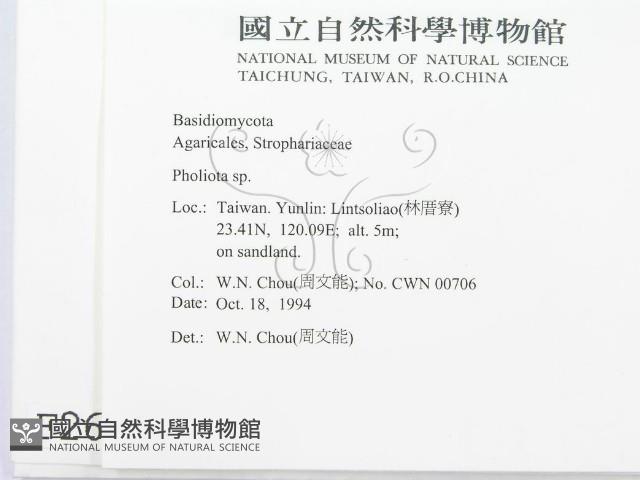 國立自然科學博物館
NATIONAL MUSEUM OF NATURAL SCIENCE
TAICHUNG, TAIWAN, R.O.CHINA
Basidiomycota
Agaricales, Strophariaceae
Pholiota sp.
Loc.: Taiwan. Yunlin: Lintsoliao(林厝寮)
23.41N, 120.09E; alt. 5m;
on sandland.
Col.: W.N. Chou(周文能); No. CWN 00706
Date: Oct. 18, 1994
Det.: W.N. Chou(周文能)
E26
國立自然科學博物館
NATIONAL MUSEUM OF NATURAL SCIENCE